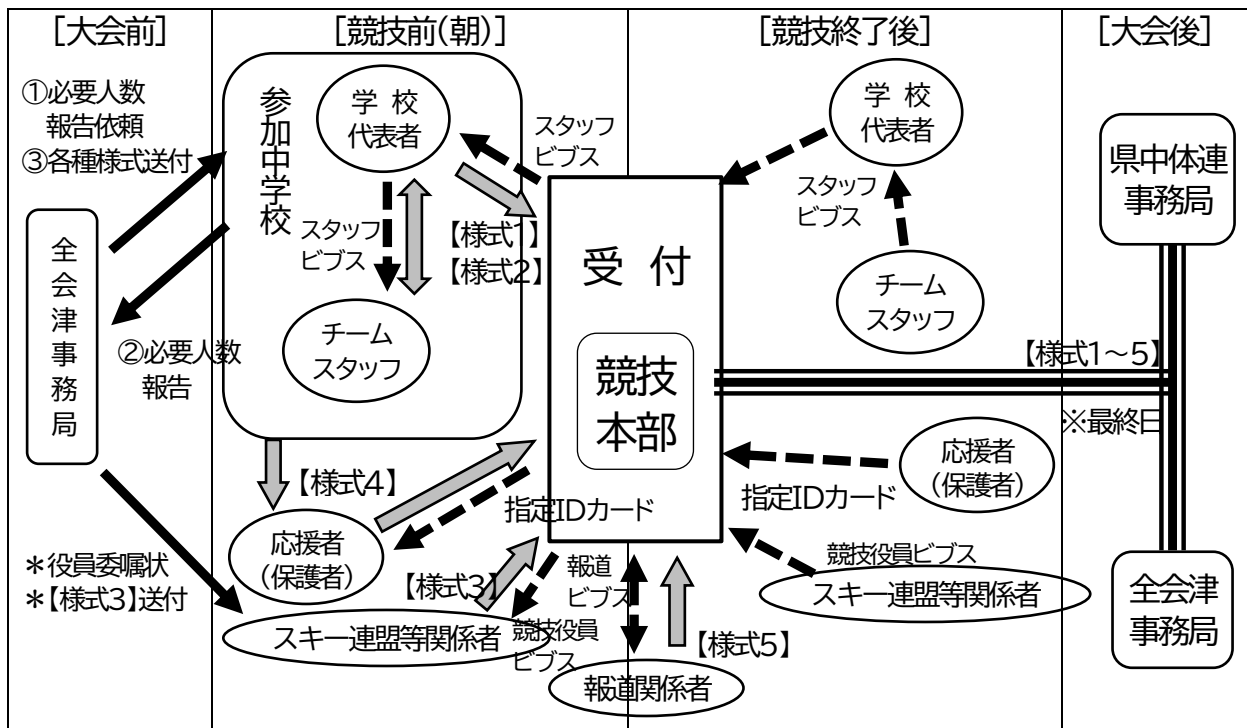 [大会前]
[競技前(朝)]
[競技終了後]
[大会後]
①必要人数
報告依頼
③各種様式送付
全会津事務局
②必要人数
報告
＊役員委嘱状
＊【様式3】送付
参加中学校
学 校
代表者
スタッフ
ビブス
スタッフ
ビブス
【様式1】
【様式2】
チーム
スタッフ
【様式4】
応援者
(保護者)
指定IDカード
【様式3】
スキー連盟等関係者
競技役員
ビブス
受 付
競技
本部
報道
ビブス
【様式5】
報道関係者
学 校
代表者
スタッフ
ビブス
チーム
スタッフ
【様式1～5】
※最終日
応援者
(保護者)
指定IDカード
競技役員ビブス
スキー連盟等関係者
県中体連
事務局
全会津
事務局